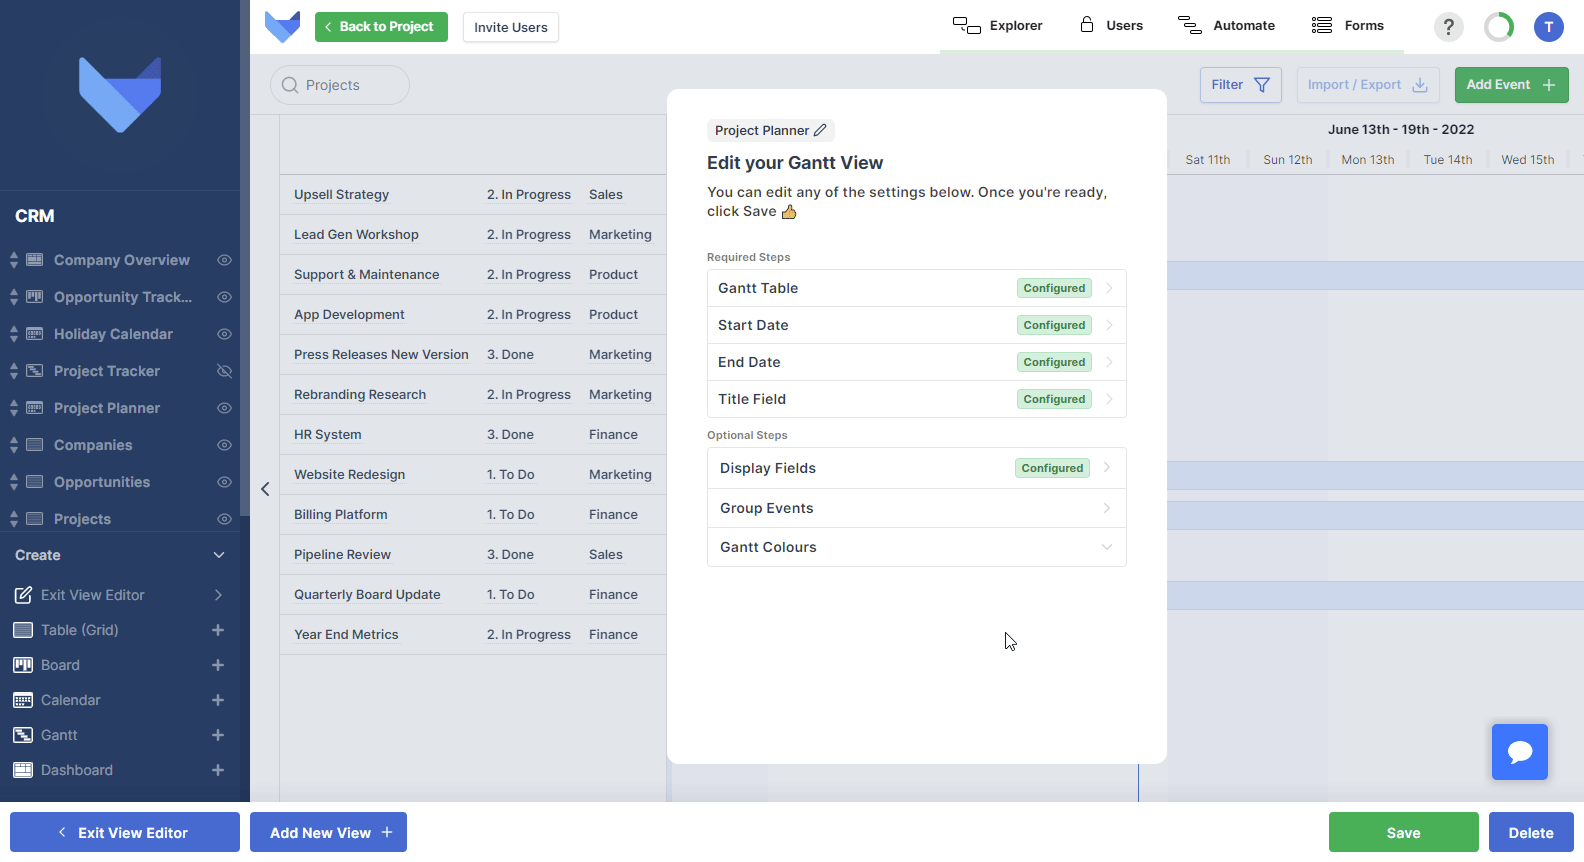 Back to Project
Invite Users
Explorer
Users
Automate
Forms
?
T
Projects
Filter
Import / Export
Add Event
June 13th - 19th - 2022
Sat 11th
Sun 12th
Mon 13th
Tue 14th
Wed 15th
CRM
Company Overview
Opportunity Track...
Holiday Calendar
Project Tracker
Project Planner
Companies
Opportunities
Projects
Create
Exit View Editor
Table (Grid)
Board
Calendar
Gantt
Dashboard
Upsell Strategy 2. In Progress Sales
Lead Gen Workshop 2. In Progress Marketing
Support & Maintenance 2. In Progress Product
App Development 2. In Progress Product
Press Releases New Version 3. Done Marketing
Rebranding Research 2. In Progress Marketing
HR System 3. Done Finance
Website Redesign 1. To Do Marketing
Billing Platform 1. To Do Finance
Pipeline Review 3. Done Sales
Quarterly Board Update 1. To Do Finance
Year End Metrics 2. In Progress Finance
Project Planner
Edit your Gantt View
You can edit any of the settings below. Once you're ready,
click Save 👍
Required Steps
Gantt Table Configured
Start Date Configured
End Date Configured
Title Field Configured
Optional Steps
Display Fields Configured
Group Events
Gantt Colours
Exit View Editor
Add New View
Save
Delete